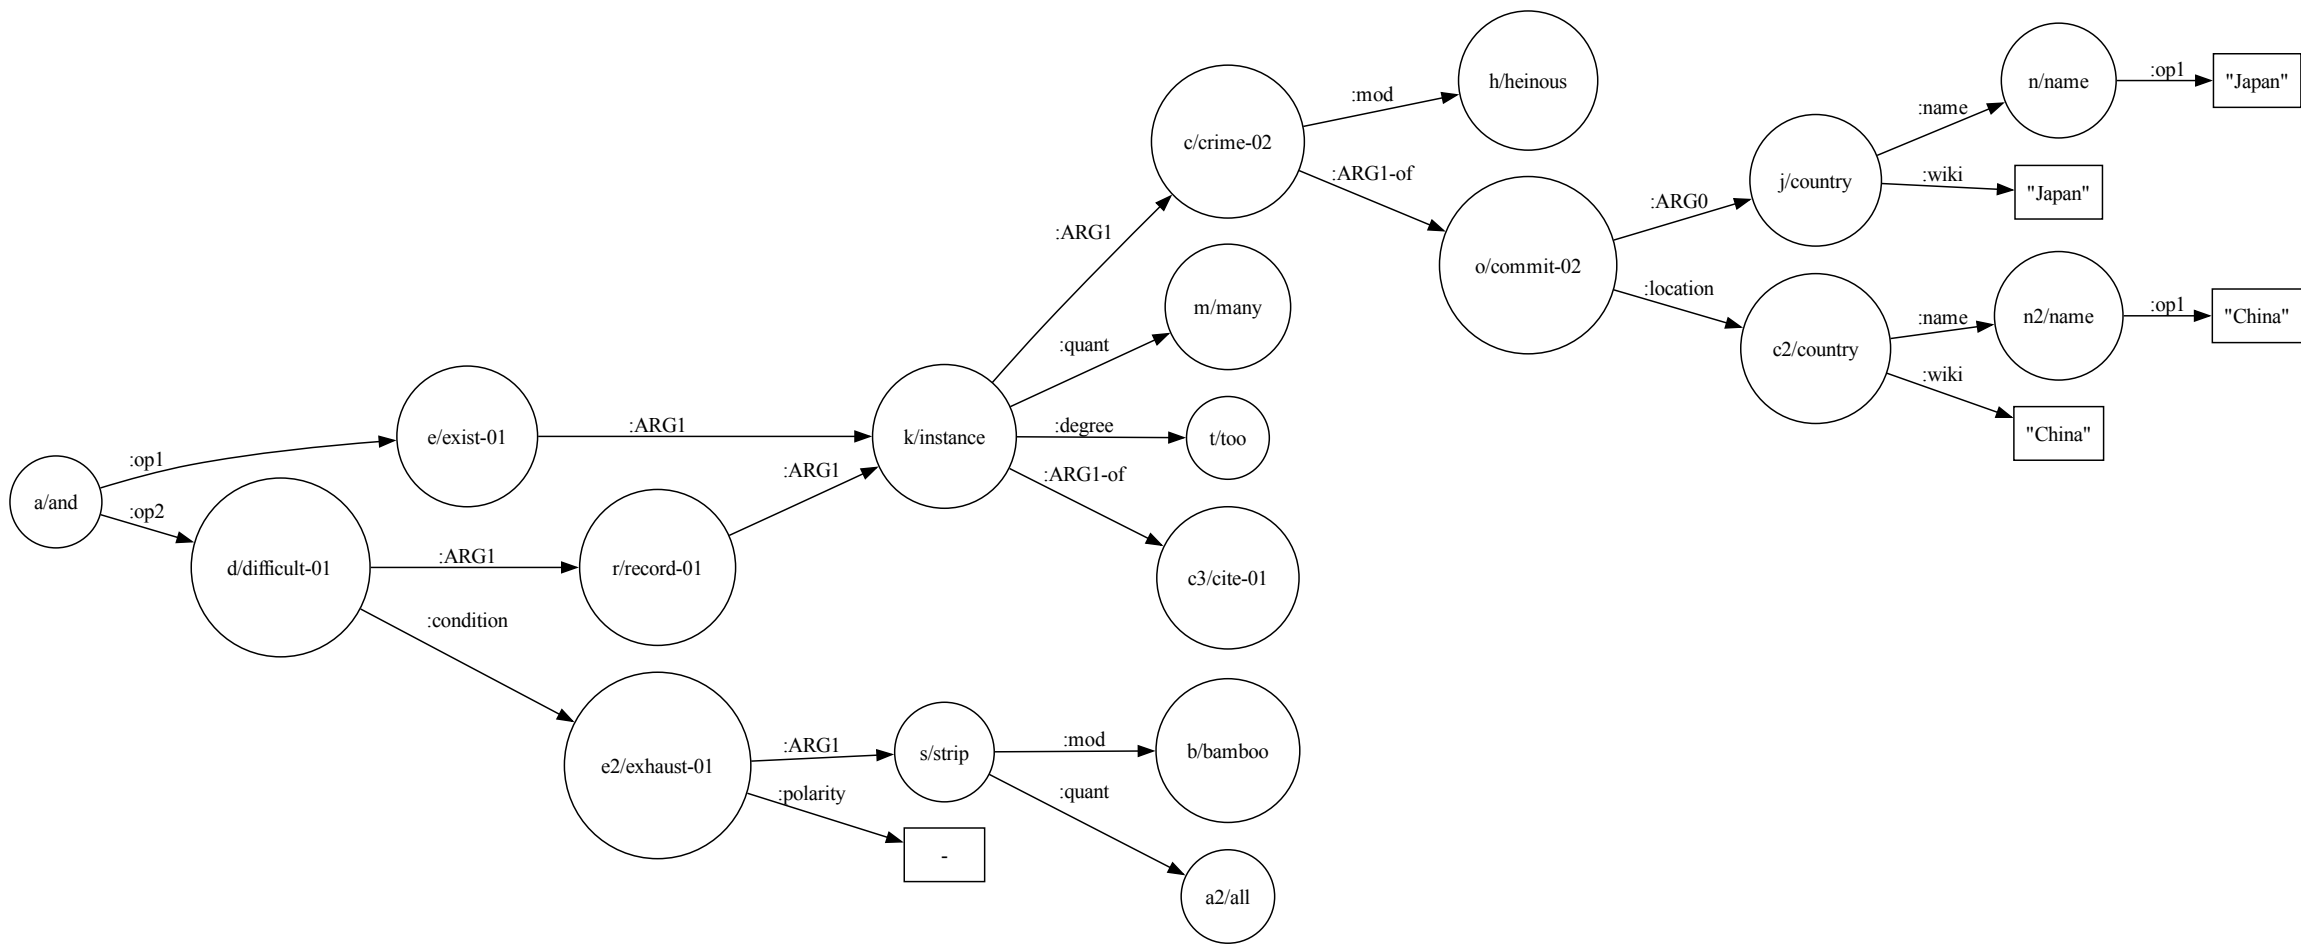 a/and
:op1
e/exist-01
:ARG1
k/instance
:ARG1
c/crime-02
:mod
h/heinous
:ARG1-of
o/commit-02
:ARG0
j/country
:name
n/name
:op1
"Japan"
:wiki
"Japan"
:location
c2/country
:name
n2/name
:op1
"China"
:wiki
"China"
:quant
m/many
:degree
t/too
:ARG1-of
c3/cite-01
:op2
d/difficult-01
:ARG1
r/record-01
:ARG1
:condition
e2/exhaust-01
:ARG1
s/strip
:mod
b/bamboo
:quant
a2/all
:polarity
-